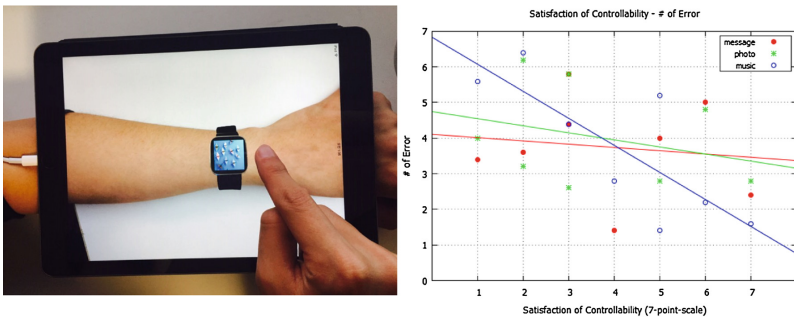 Satisfaction of Controllability - # of Error
message
photo
music
# of Error
7
6
5
4
3
2
1
0
1 2 3 4 5 6 7
Satisfaction of Controllability (7-point-scale)